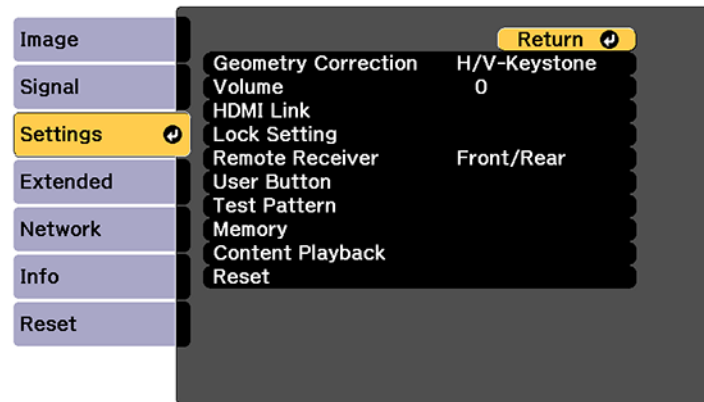 Image
Signal
Settings
Extended
Network
Info
Reset
Return
Geometry Correction H/V-Keystone
Volume 0
HDMI Link
Lock Setting
Remote Receiver Front/Rear
User Button
Test Pattern
Memory
Content Playback
Reset